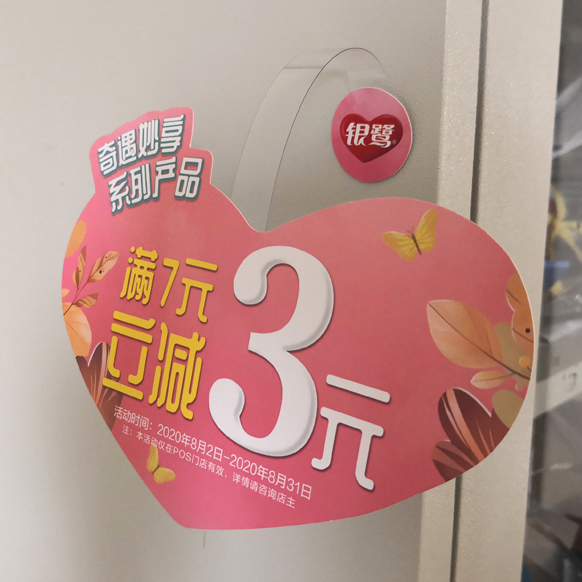 银鹭
奇遇妙享
系列产品
满7元
立减
3元
活动时间：2020年8月2日-2020年8月31日
注：本活动仅在POS门店有效，详情请咨询店主